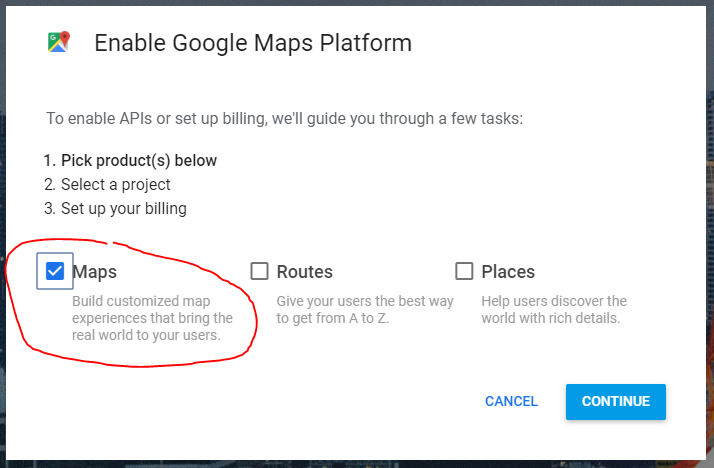 Enable Google Maps Platform
To enable APIs or set up billing, we'll guide you through a few tasks:
1. Pick product(s) below
2. Select a project
3. Set up your billing
Maps
Build customized map
experiences that bring the
real world to your users.
Routes
Give your users the best way
to get from A to Z.
Places
Help users discover the
world with rich details.
CANCEL
CONTINUE